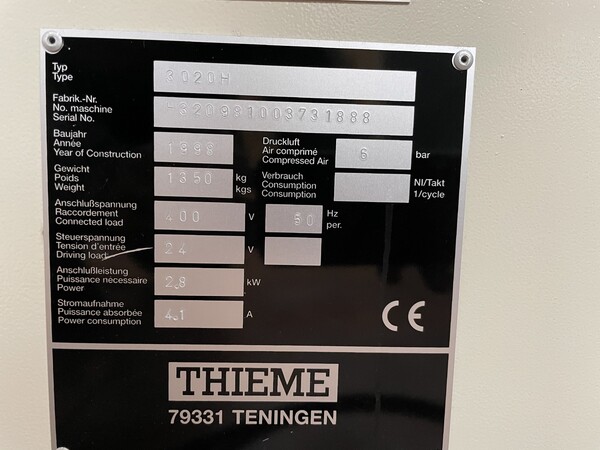 Typ
Type 3020H
Fabrik.-Nr.
No. machine
Serial No. -320981003731888
Baujahr
Année
Year of Construction 1998
Druckluft
Air comprimé
Compressed Air 6 bar
Gewicht
Poids
Weight 1350 kg
kgs
Verbrauch
Consumption
Consumption Nl/Takt
1/cycle
Anschlußspannung
Raccordement
Connected load 400 V 50 Hz
per.
Steuerspannung
Tension d'entrée
Driving load 24 V
Anschlußleistung
Puissance necessaire
Power 2.8 kW
Stromaufnahme
Puissance absorbée
Power consumption 4.1 A
CE
THIEME
79331 TENINGEN